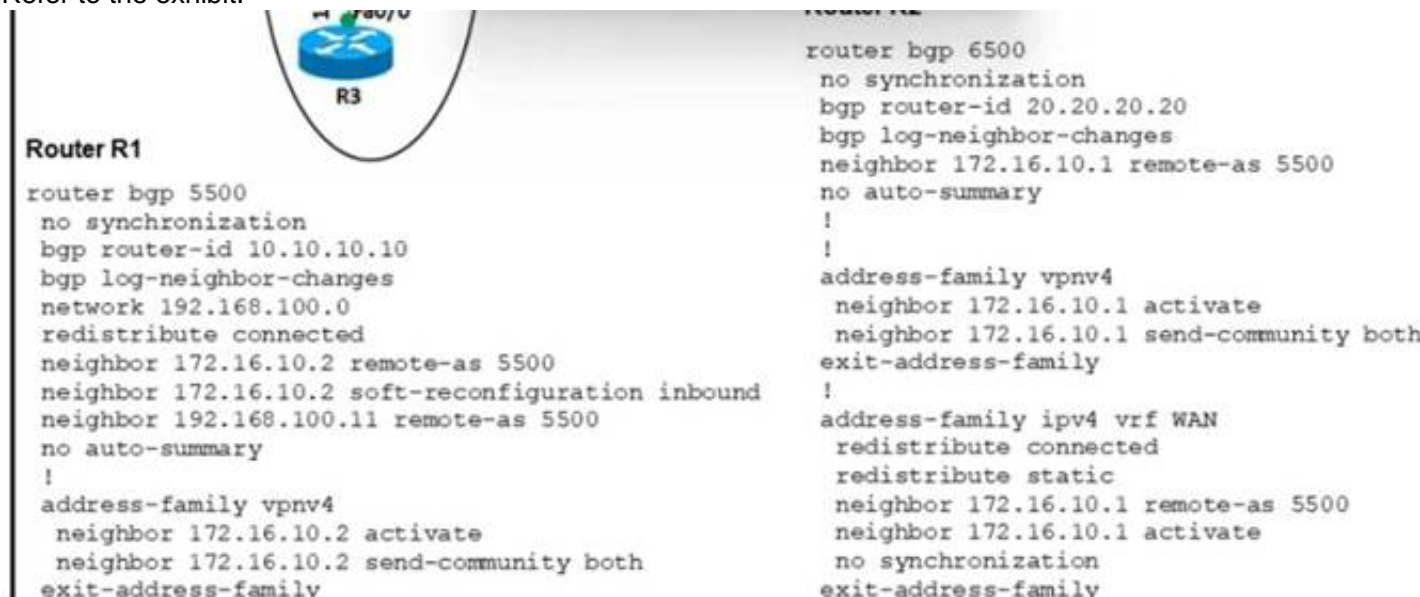 Fa0/0
R3
Router R1
router bgp 5500
no synchronization
bgp router-id 10.10.10.10
bgp log-neighbor-changes
network 192.168.100.0
redistribute connected
neighbor 172.16.10.2 remote-as 5500
neighbor 172.16.10.2 soft-reconfiguration inbound
neighbor 192.168.100.11 remote-as 5500
no auto-summary
!
address-family vpnv4
neighbor 172.16.10.2 activate
neighbor 172.16.10.2 send-community both
exit-address-family
router bgp 6500
no synchronization
bgp router-id 20.20.20.20
bgp log-neighbor-changes
neighbor 172.16.10.1 remote-as 5500
no auto-summary
!
!
address-family vpnv4
neighbor 172.16.10.1 activate
neighbor 172.16.10.1 send-community both
exit-address-family
!
address-family ipv4 vrf WAN
redistribute connected
redistribute static
neighbor 172.16.10.1 remote-as 5500
neighbor 172.16.10.1 activate
no synchronization
exit-address-family